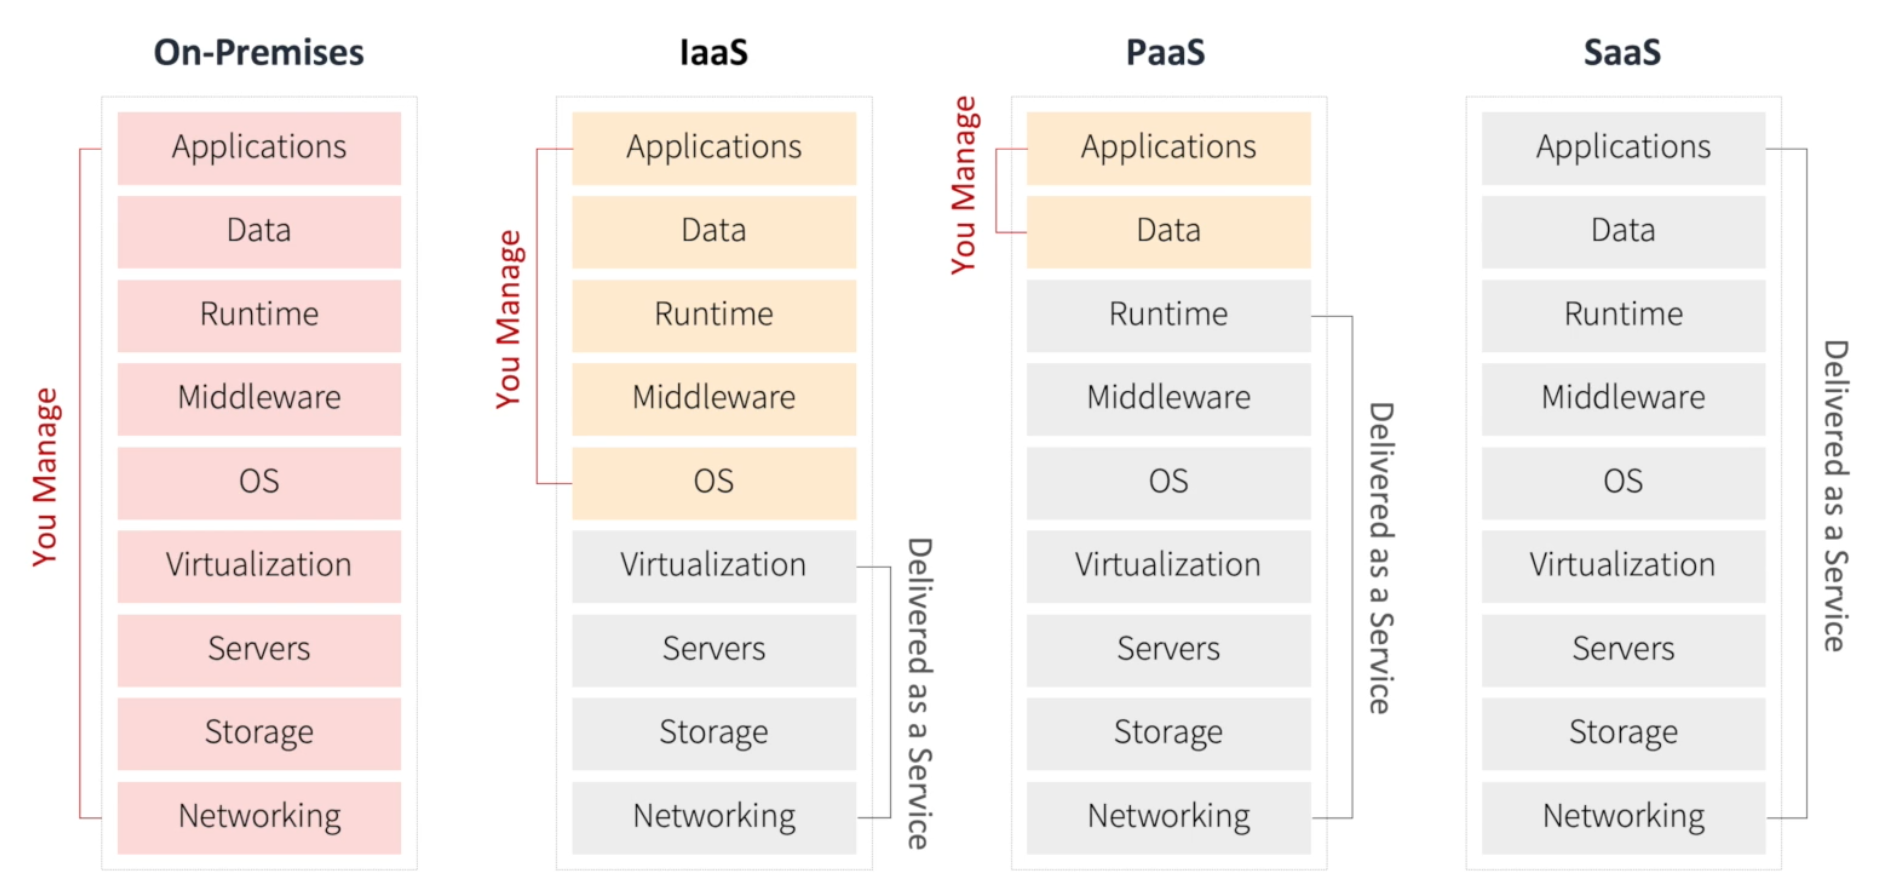 On-Premises
You Manage
Applications
Data
Runtime
Middleware
OS
Virtualization
Servers
Storage
Networking
IaaS
You Manage
Applications
Data
Runtime
Middleware
OS
Virtualization
Servers
Storage
Networking
Delivered as a Service
PaaS
You Manage
Applications
Data
Runtime
Middleware
OS
Virtualization
Servers
Storage
Networking
Delivered as a Service
SaaS
Applications
Data
Runtime
Middleware
OS
Virtualization
Servers
Storage
Networking
Delivered as a Service